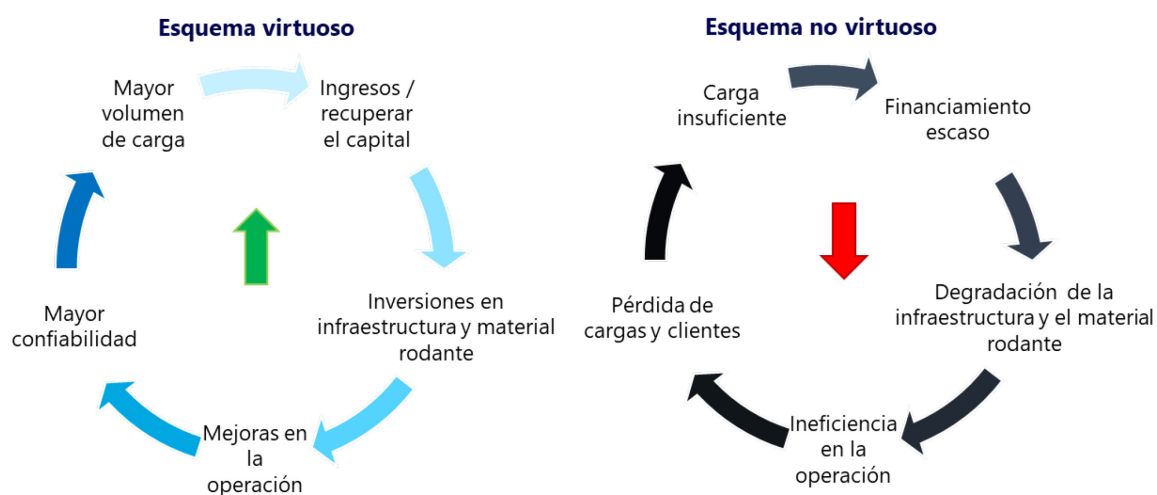 Esquema virtuoso
Mayor
volumen
de carga
Ingresos /
recuperar
el capital
Inversiones en
infraestructura y material
rodante
Mejoras en
la
operación
Mayor
confiabilidad
Esquema no virtuoso
Carga
insuficiente
Financiamiento
escaso
Degradación de la
infraestructura y el material
rodante
Ineficiencia
en la
operación
Pérdida de
cargas y clientes